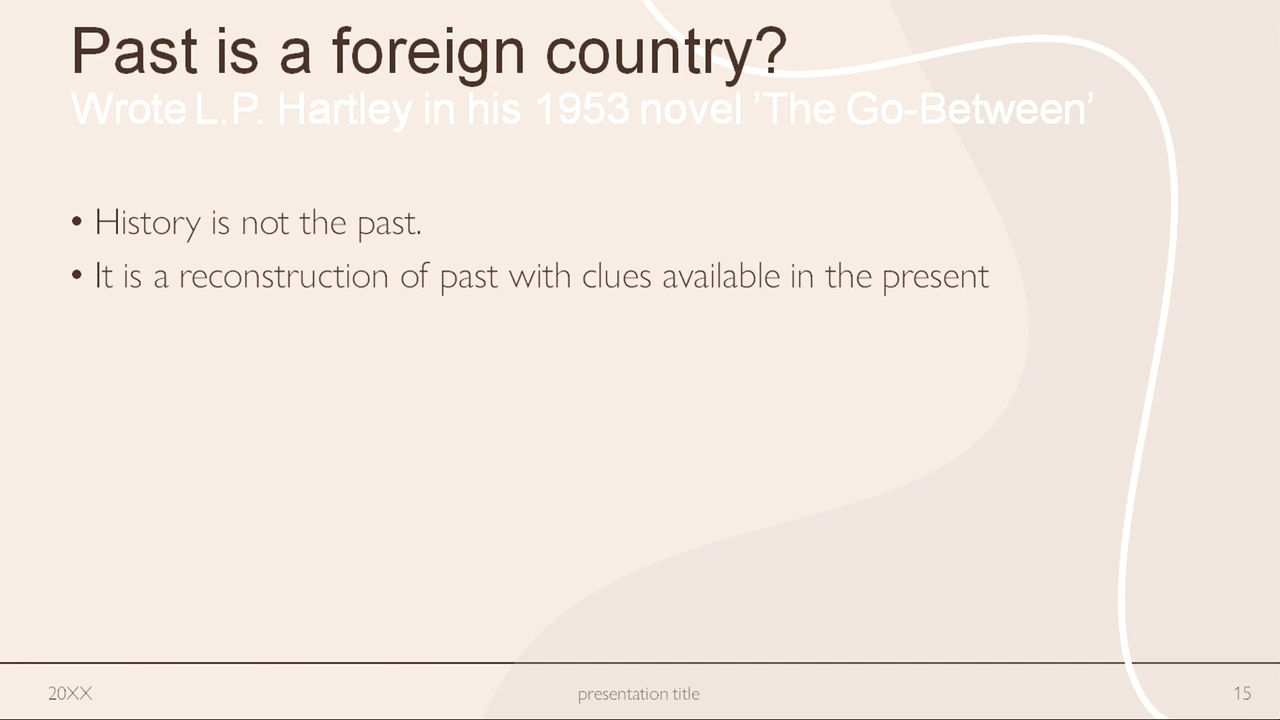 Past is a foreign country?
Wrote L.P. Hartley in his 1953 novel ’The Go-Between’
• History is not the past.
• It is a reconstruction of past with clues available in the present
20XX
presentation title
15